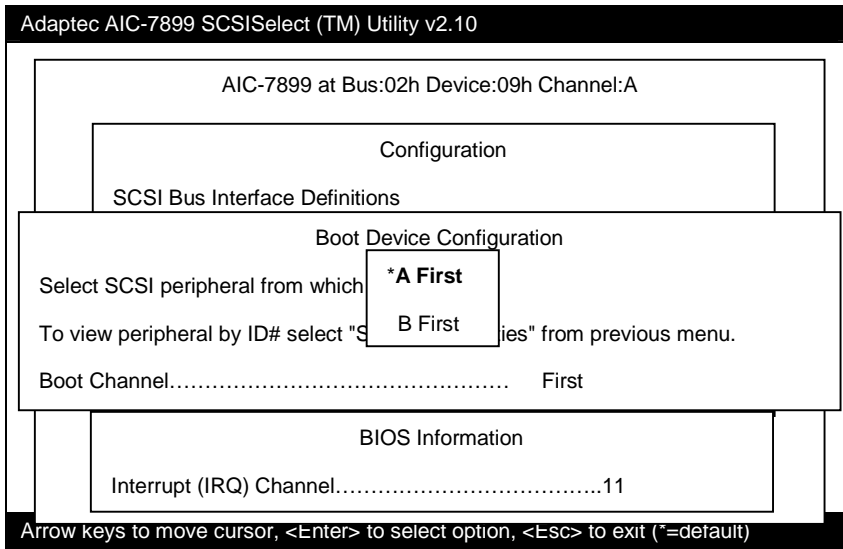 Adaptec AIC-7899 SCSISelect (TM) Utility v2.10
AIC-7899 at Bus:02h Device:09h Channel:A
Configuration
SCSI Bus Interface Definitions
Boot Device Configuration
Select SCSI peripheral from which
*A First
B First
To view peripheral by ID# select "S ies" from previous menu.
Boot Channel………………………………………… First
BIOS Information
Interrupt (IRQ) Channel………………………………..11
Arrow keys to move cursor, <Enter> to select option, <Esc> to exit (*=default)